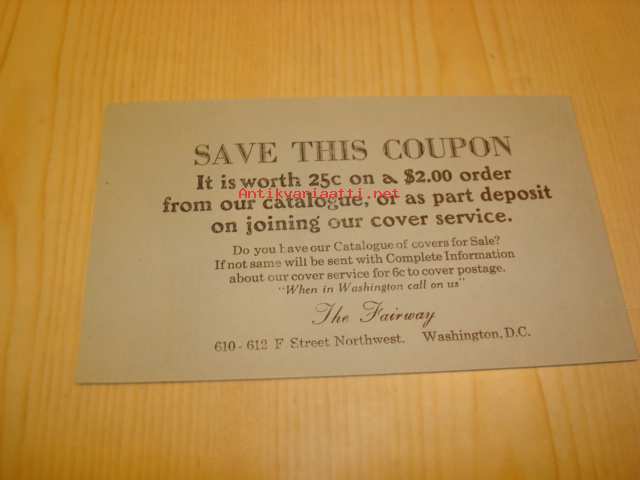 SAVE THIS COUPON
It is worth 25c on a $2.00 order
Antikvariaatti.net
from our catalogue, or as part deposit
on joining our cover service.
Do you have our Catalogue of covers for Sale?
If not same will be sent with Complete Information
about our cover service for 6c to cover postage.
"When in Washington call on us"
The Fairway
610 - 612 F Street Northwest. Washington, D.C.